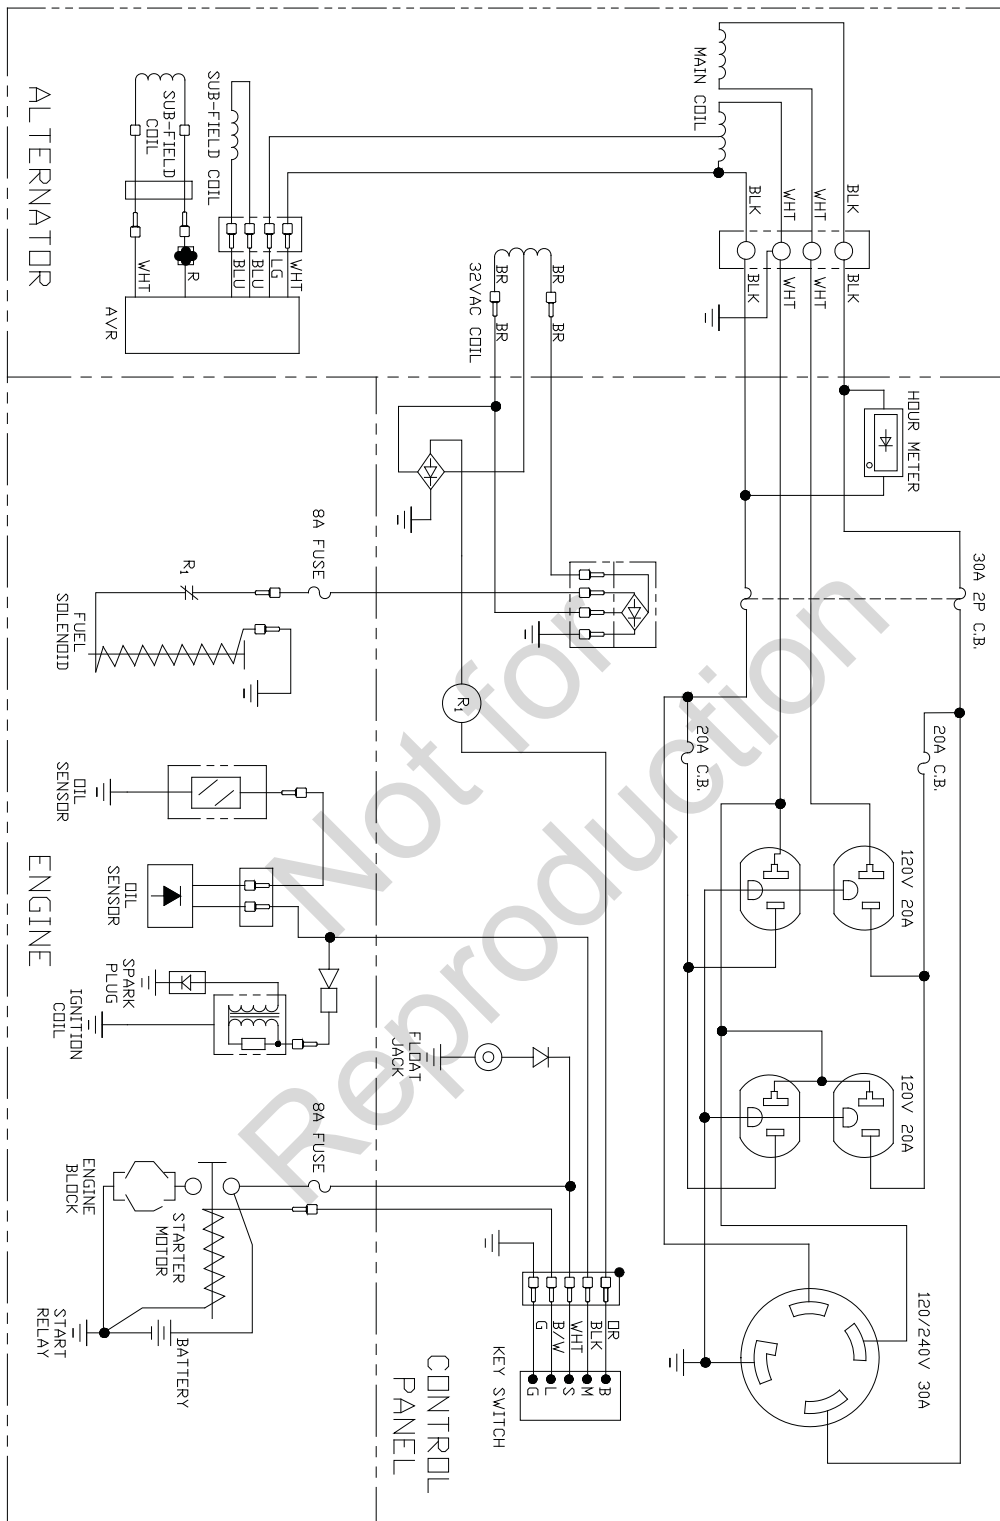 ALTERNATOR
SUB-FIELD
COIL
SUB-FIELD COIL
WHT
R
BLU
BLU
LG
WHT
AVR
MAIN COIL
BLK
WHT
WHT
BLK
BLK
WHT
WHT
BLK
BR
BR
BR
BR
32VAC COIL
HOUR METER
30A 2P C.B.
20A C.B.
20A C.B.
120V 20A
120V 20A
120/240V 30A
8A FUSE
R1
FUEL
SOLENOID
R1
OIL
SENSOR
OIL
SENSOR
ENGINE
SPARK
PLUG
IGNITION
COIL
FLOAT
JACK
8A FUSE
ENGINE
BLOCK
STARTER
MOTOR
START
RELAY
BATTERY
G
B/W
WHT
BLK
OR
G
L
S
M
B
KEY SWITCH
CONTROL
PANEL
Not for
Reproduction